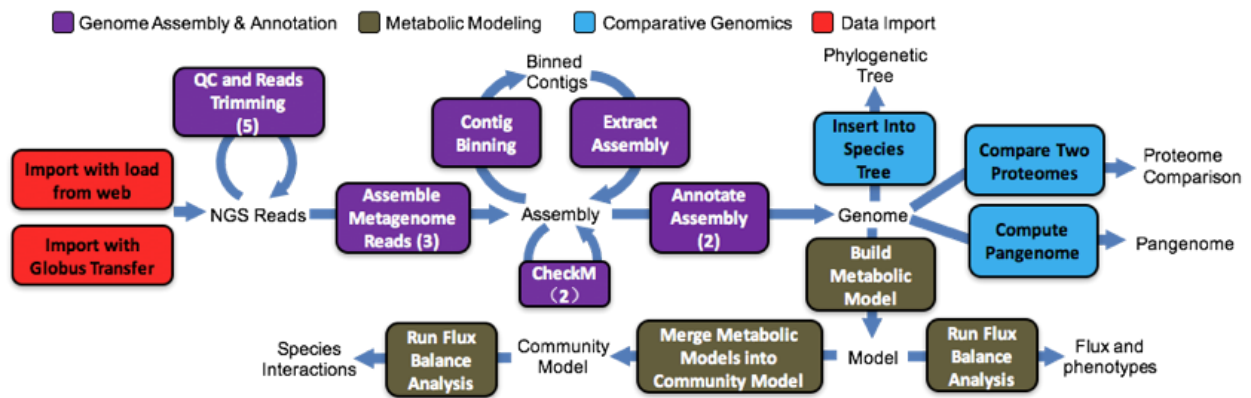 Genome Assembly & Annotation
Metabolic Modeling
Comparative Genomics
Data Import
QC and Reads
Trimming
(5)
Import with load
from web
Import with
Globus Transfer
NGS Reads
Assemble
Metagenome
Reads (3)
Binned
Contigs
Contig
Binning
Extract
Assembly
Assembly
CheckM
（2）
Annotate
Assembly
(2)
Phylogenetic
Tree
Insert Into
Species
Tree
Genome
Compare Two
Proteomes
Proteome
Comparison
Compute
Pangenome
Pangenome
Build
Metabolic
Model
Model
Run Flux
Balance
Analysis
Flux and
phenotypes
Merge Metabolic
Models into
Community Model
Community
Model
Run Flux
Balance
Analysis
Species
Interactions